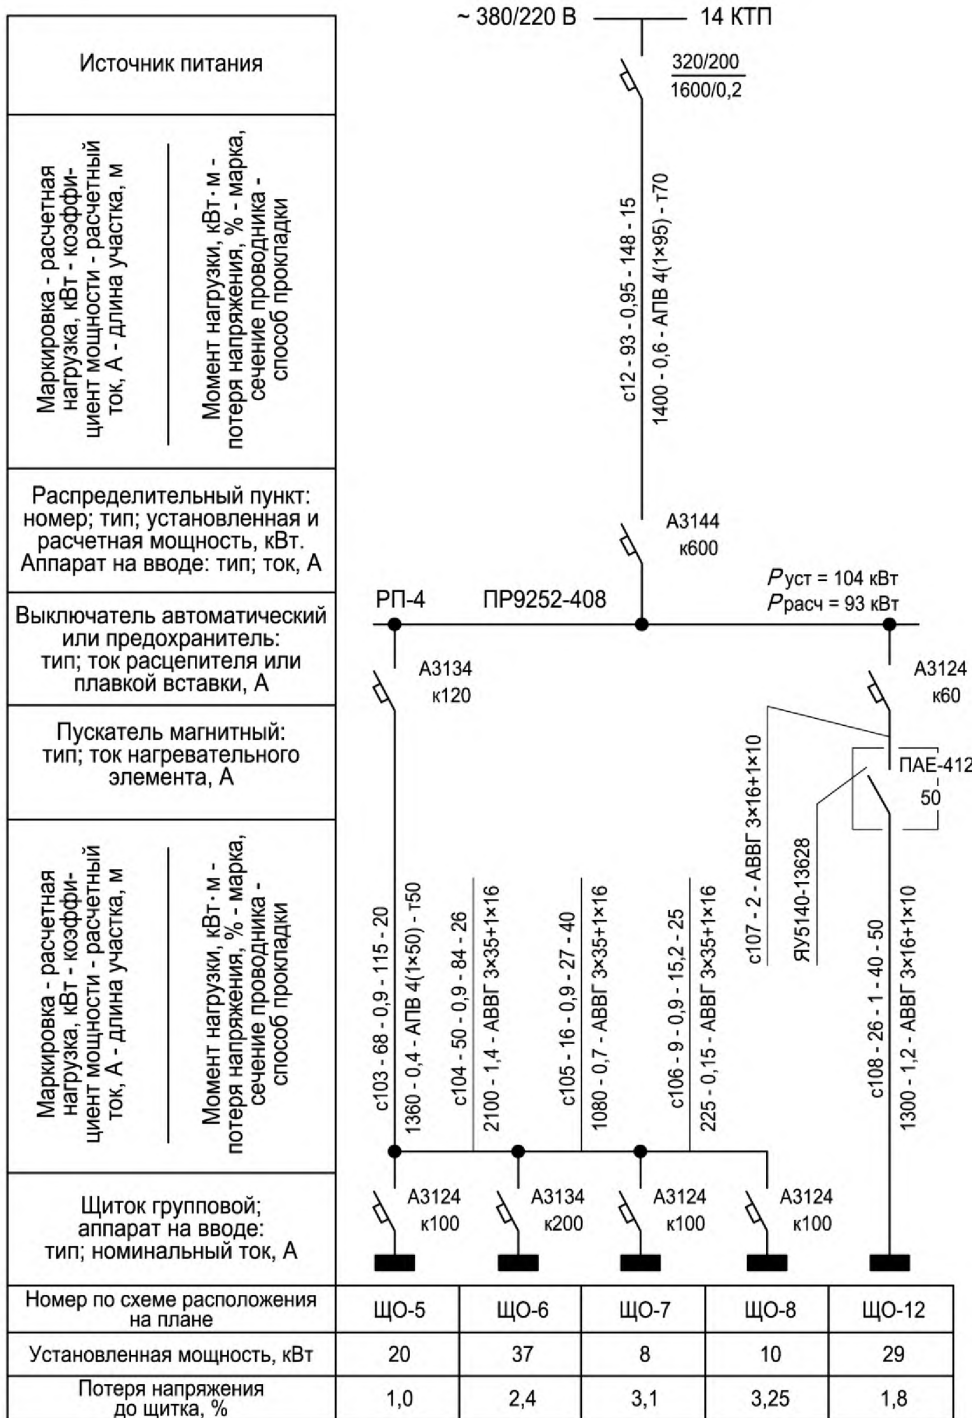 ~ 380/220 В
14 КТП
Источник питания
320/200
1600/0,2
Маркировка - расчетная
нагрузка, кВт - коэффи-
циент мощности - расчетный
ток, А - длина участка, м
Момент нагрузки, кВт·м -
потеря напряжения, % - марка,
сечение проводника -
способ прокладки
с12 - 93 - 0,95 - 148 - 15
1400 - 0,6 - АПВ 4(1×95) - т70
Распределительный пункт:
номер; тип; установленная и
расчетная мощность, кВт.
Аппарат на вводе: тип; ток, А
А3144
к600
РП-4
ПР9252-408
Pуст = 104 кВт
Pрасч = 93 кВт
Выключатель автоматический
или предохранитель:
тип; ток расцепителя или
плавкой вставки, А
А3134
к120
А3124
к60
Пускатель магнитный:
тип; ток нагревательного
элемента, А
ПАЕ-412
50
с107 - 2 - АВВГ 3×16+1×10
ЯУ5140-13628
Маркировка - расчетная
нагрузка, кВт - коэффи-
циент мощности - расчетный
ток, А - длина участка, м
Момент нагрузки, кВт·м -
потеря напряжения, % - марка,
сечение проводника -
способ прокладки
с103 - 68 - 0,9 - 115 - 20
1360 - 0,4 - АПВ 4(1×50) - т50
с104 - 50 - 0,9 - 84 - 26
2100 - 1,4 - АВВГ 3×35+1×16
с105 - 16 - 0,9 - 27 - 40
1080 - 0,7 - АВВГ 3×35+1×16
с106 - 9 - 0,9 - 15,2 - 25
225 - 0,15 - АВВГ 3×35+1×16
с108 - 26 - 1 - 40 - 50
1300 - 1,2 - АВВГ 3×16+1×10
Щиток групповой;
аппарат на вводе:
тип; номинальный ток, А
А3124
к100
А3134
к200
А3124
к100
А3124
к100
Номер по схеме расположения
на плане
ЩО-5
ЩО-6
ЩО-7
ЩО-8
ЩО-12
Установленная мощность, кВт
20
37
8
10
29
Потеря напряжения
до щитка, %
1,0
2,4
3,1
3,25
1,8